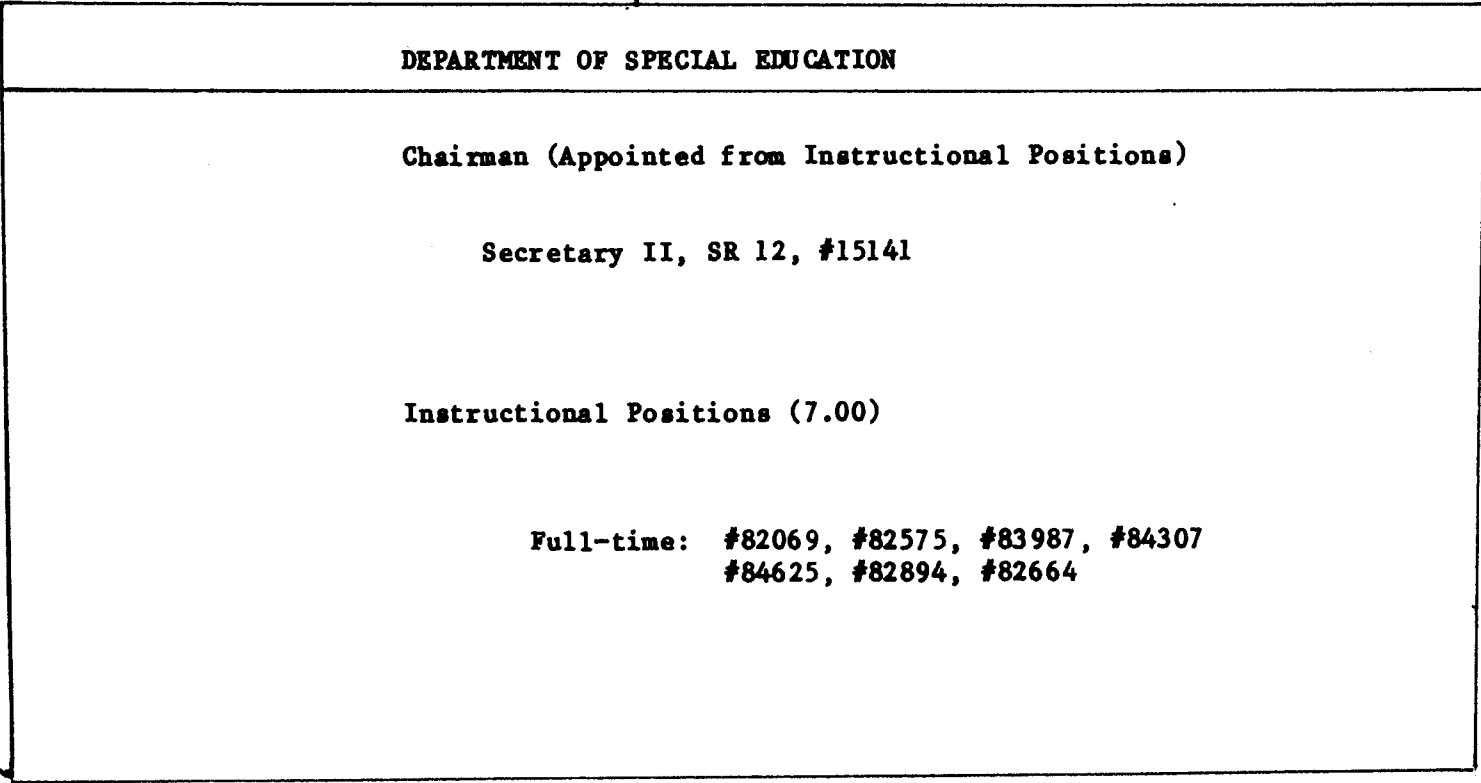 DEPARTMENT OF SPECIAL EDUCATION
Chairman (Appointed from Instructional Positions)
Secretary II, SR 12, #15141
Instructional Positions (7.00)
Full-time: #82069, #82575, #83987, #84307
#84625, #82894, #82664